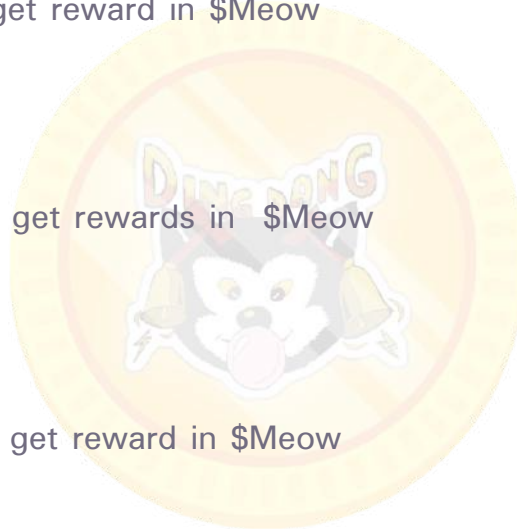 get reward in $Meow
DING DONG
get rewards in $Meow
get reward in $Meow